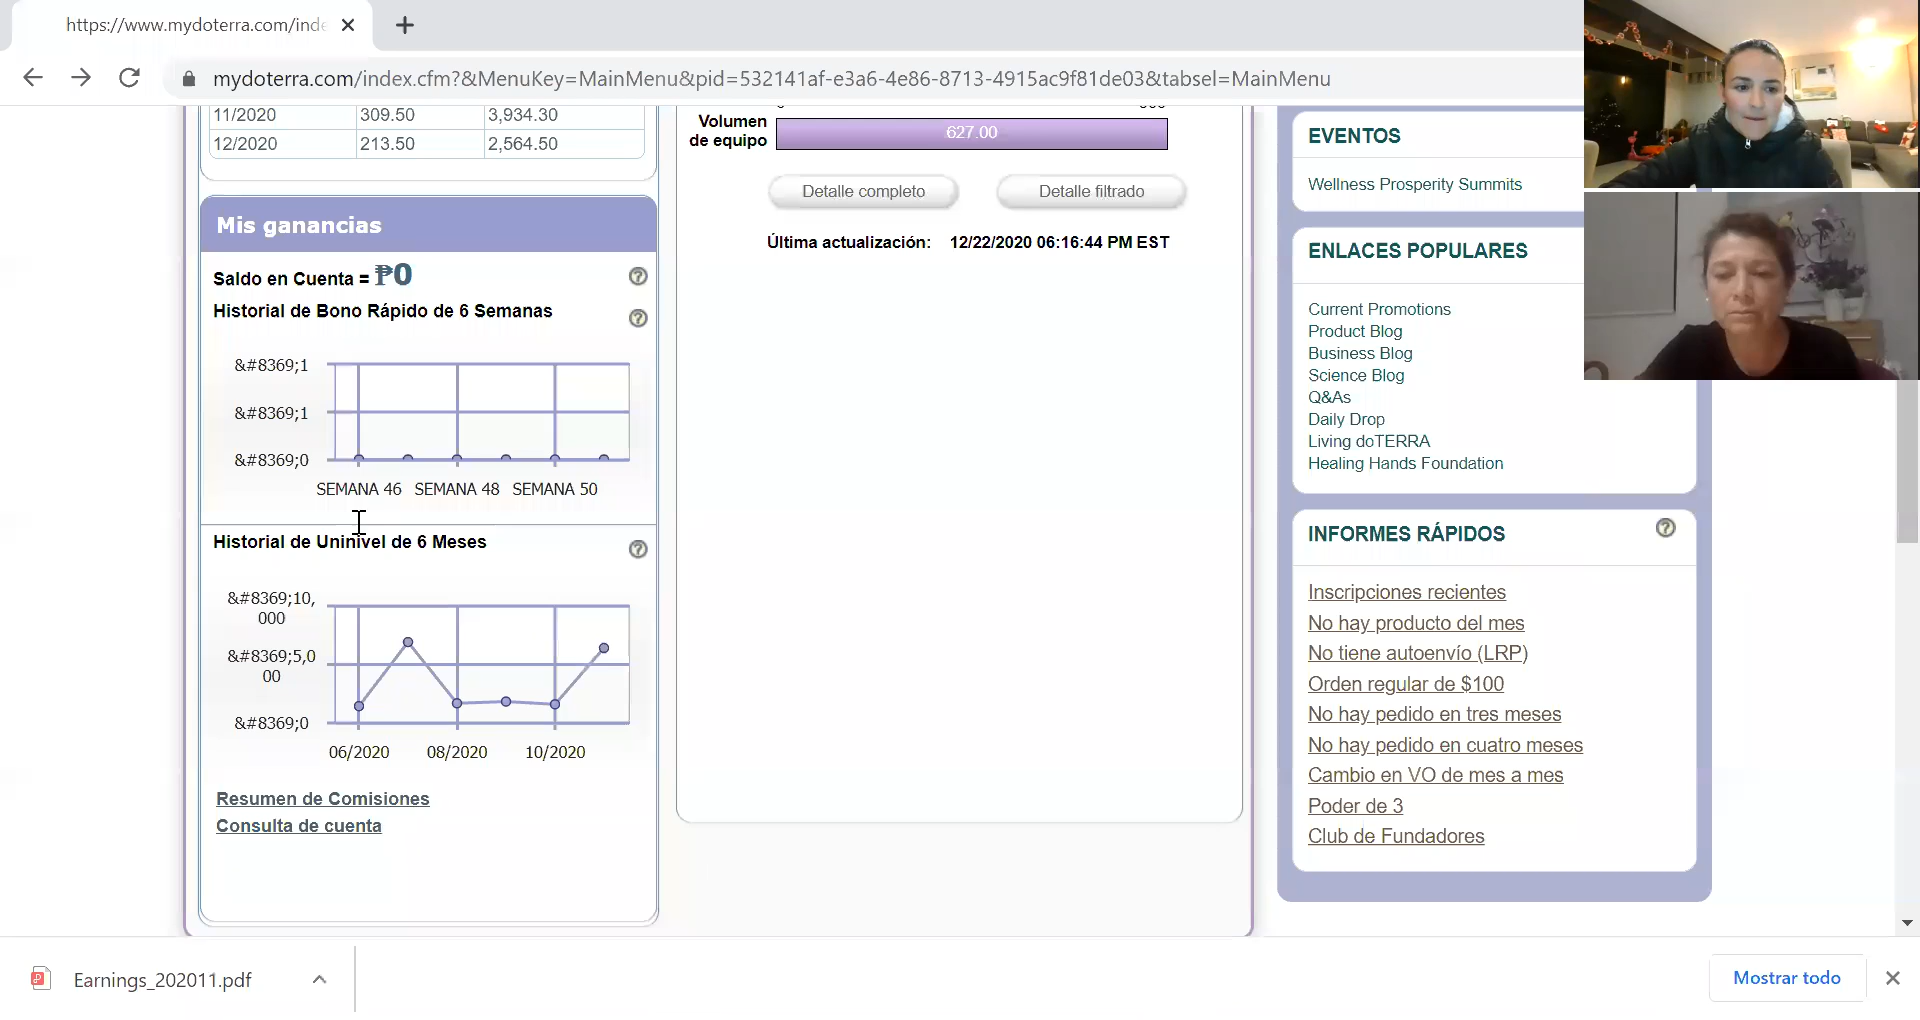 https://www.mydoterra.com/inde
mydoterra.com/index.cfm?&MenuKey=MainMenu&pid=532141af-e3a6-4e86-8713-4915ac9f81de03&tabsel=MainMenu
11/2020 309.50 3,934.30
12/2020 213.50 2,564.50
Mis ganancias
Saldo en Cuenta = ₱0
Historial de Bono Rápido de 6 Semanas
&#8369;1
&#8369;1
&#8369;0
SEMANA 46 SEMANA 48 SEMANA 50
Historial de Uninivel de 6 Meses
&#8369;10,
000
&#8369;5,0
00
&#8369;0
06/2020 08/2020 10/2020
Resumen de Comisiones
Consulta de cuenta
Volumen
de equipo
627.00
Detalle completo Detalle filtrado
Última actualización: 12/22/2020 06:16:44 PM EST
EVENTOS
Wellness Prosperity Summits
ENLACES POPULARES
Current Promotions
Product Blog
Business Blog
Science Blog
Q&As
Daily Drop
Living doTERRA
Healing Hands Foundation
INFORMES RÁPIDOS
Inscripciones recientes
No hay producto del mes
No tiene autoenvío (LRP)
Orden regular de $100
No hay pedido en tres meses
No hay pedido en cuatro meses
Cambio en VO de mes a mes
Poder de 3
Club de Fundadores
Earnings_202011.pdf
Mostrar todo